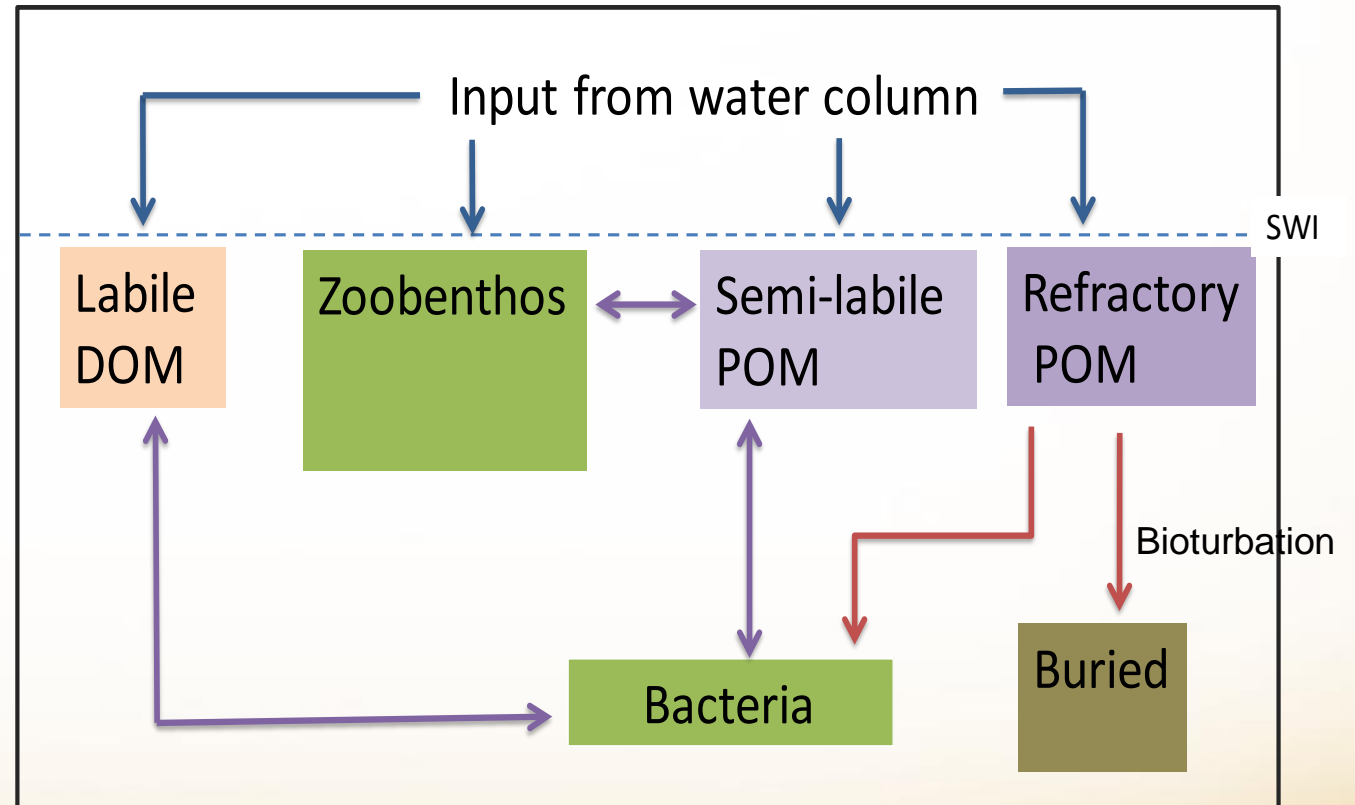 Input from water column
SWI
Labile
DOM
Zoobenthos
Semi-labile
POM
Refractory
POM
Bioturbation
Buried
Bacteria